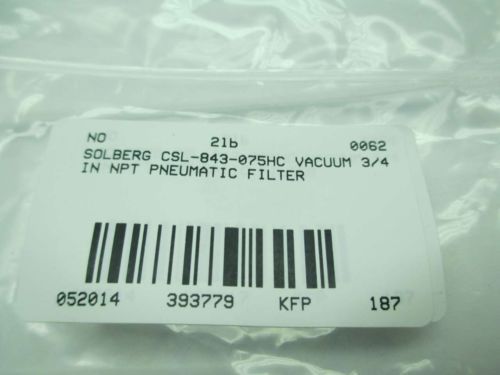 NO 21b 0062
SOLBERG CSL-843-075HC VACUUM 3/4
IN NPT PNEUMATIC FILTER
052014 393779 KFP 187